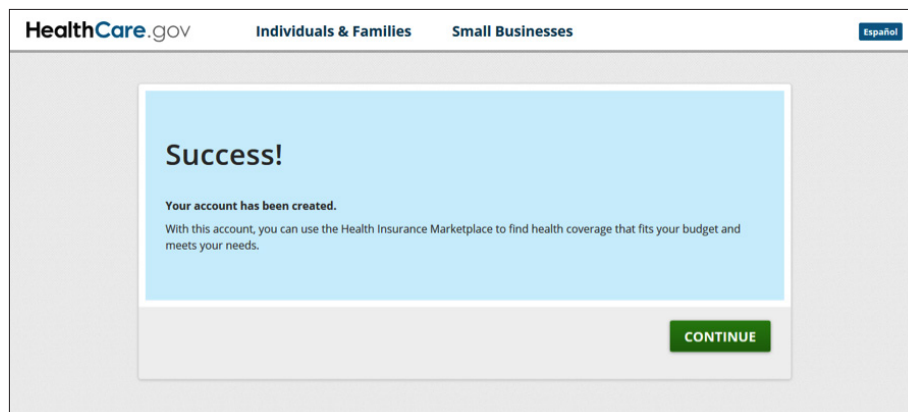 HealthCare.gov Individuals & Families Small Businesses Español
Success!
Your account has been created.
With this account, you can use the Health Insurance Marketplace to find health coverage that fits your budget and
meets your needs.
CONTINUE